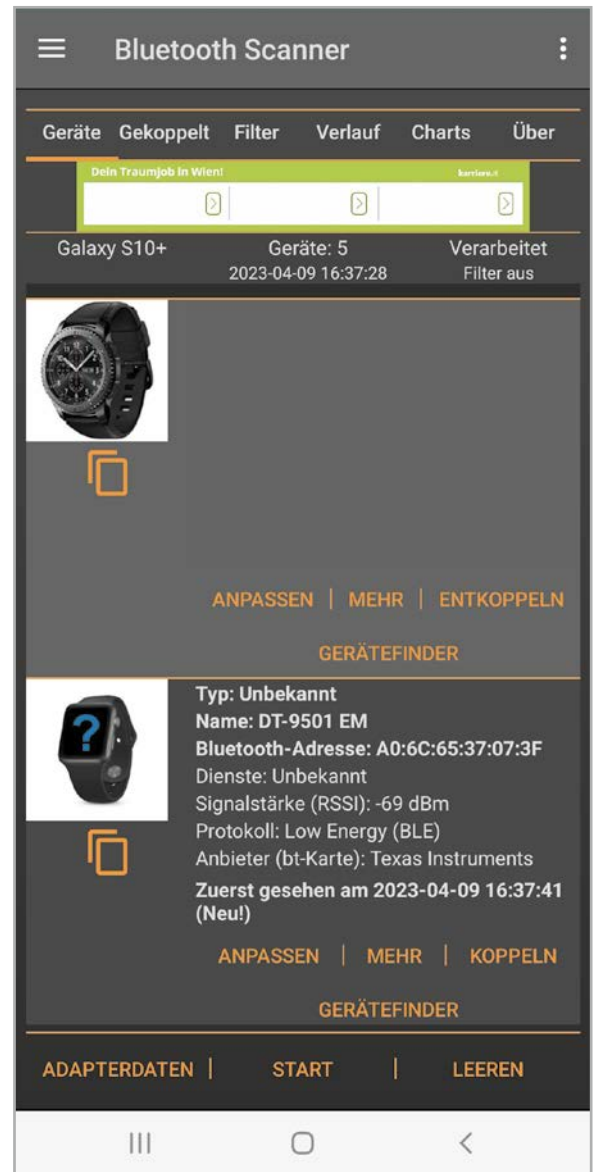 Bluetooth Scanner
Geräte Gekoppelt Filter Verlauf Charts Über
Dein Traumjob in Wien! karriere.at
Galaxy S10+ Geräte: 5 Verarbeitet
2023-04-09 16:37:28 Filter aus
ANPASSEN | MEHR | ENTKOPPELN
GERÄTEFINDER
?
Typ: Unbekannt
Name: DT-9501 EM
Bluetooth-Adresse: A0:6C:65:37:07:3F
Dienste: Unbekannt
Signalstärke (RSSI): -69 dBm
Protokoll: Low Energy (BLE)
Anbieter (bt-Karte): Texas Instruments
Zuerst gesehen am 2023-04-09 16:37:41
(Neu!)
ANPASSEN | MEHR | KOPPELN
GERÄTEFINDER
ADAPTERDATEN | START | LEEREN